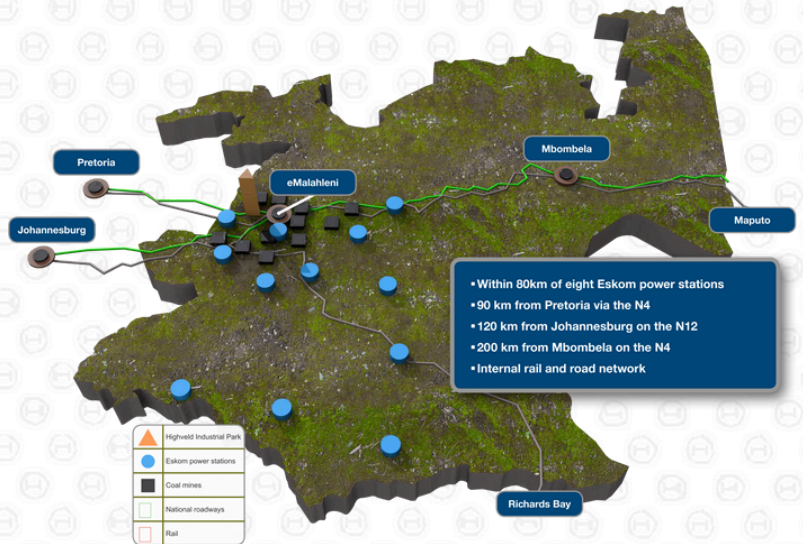 Pretoria
Mbombela
eMalahleni
Johannesburg
Maputo
▪Within 80km of eight Eskom power stations
▪90 km from Pretoria via the N4
▪120 km from Johannesburg on the N12
▪200 km from Mbombela on the N4
▪Internal rail and road network
Highveld Industrial Park
Eskom power stations
Coal mines
National roadways
Rail
Richards Bay